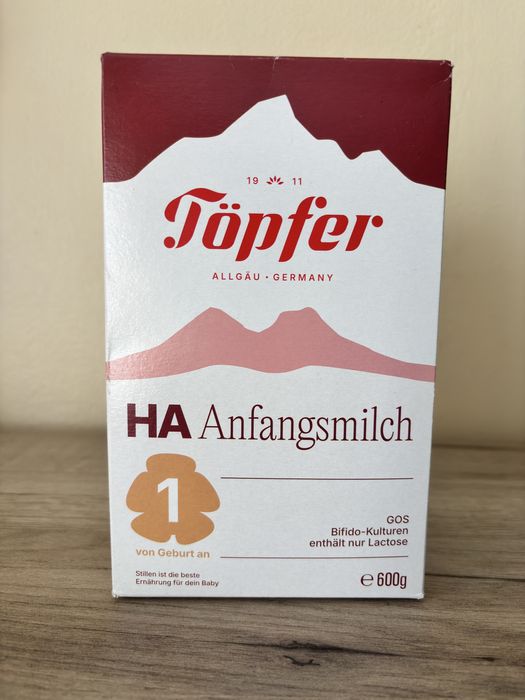 19 11
Töpfer
ALLGÄU · GERMANY
HA Anfangsmilch
1
von Geburt an
GOS
Bifido-Kulturen
enthält nur Lactose
Stillen ist die beste
Ernährung für dein Baby
℮ 600g